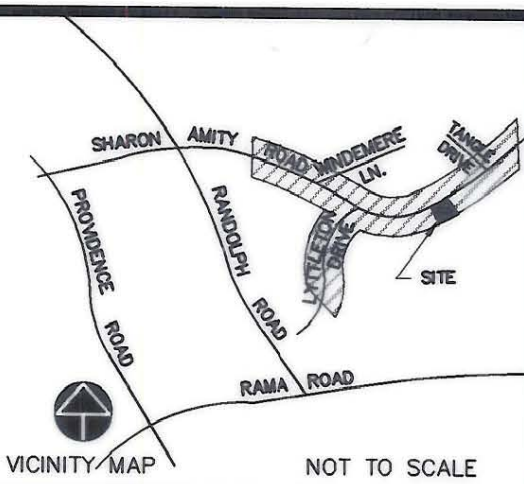 SHARON AMITY ROAD
WINDEMERE
LN.
TANGLE
DRIVE
PROVIDENCE
ROAD
RANDOLPH
ROAD
LYTTLETON
DRIVE
SITE
RAMA ROAD
VICINITY MAP
NOT TO SCALE